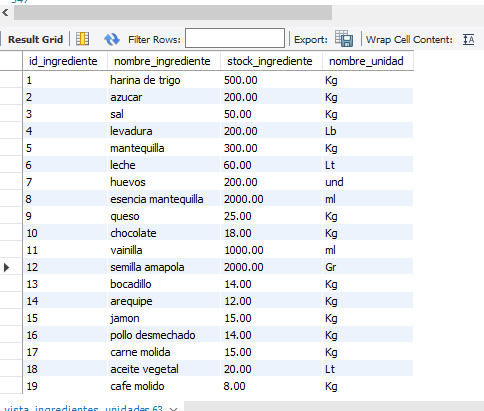 Result Grid Filter Rows: Export: Wrap Cell Content:
id_ingrediente nombre_ingrediente stock_ingrediente nombre_unidad
1 harina de trigo 500.00 Kg
2 azucar 200.00 Kg
3 sal 50.00 Kg
4 levadura 200.00 Lb
5 mantequilla 300.00 Kg
6 leche 60.00 Lt
7 huevos 200.00 und
8 esencia mantequilla 2000.00 ml
9 queso 25.00 Kg
10 chocolate 18.00 Kg
11 vainilla 1000.00 ml
12 semilla amapola 2000.00 Gr
13 bocadillo 14.00 Kg
14 arequipe 12.00 Kg
15 jamon 15.00 Kg
16 pollo desmechado 14.00 Kg
17 carne molida 15.00 Kg
18 aceite vegetal 20.00 Lt
19 cafe molido 8.00 Kg
vista_ingredientes_unidades 63